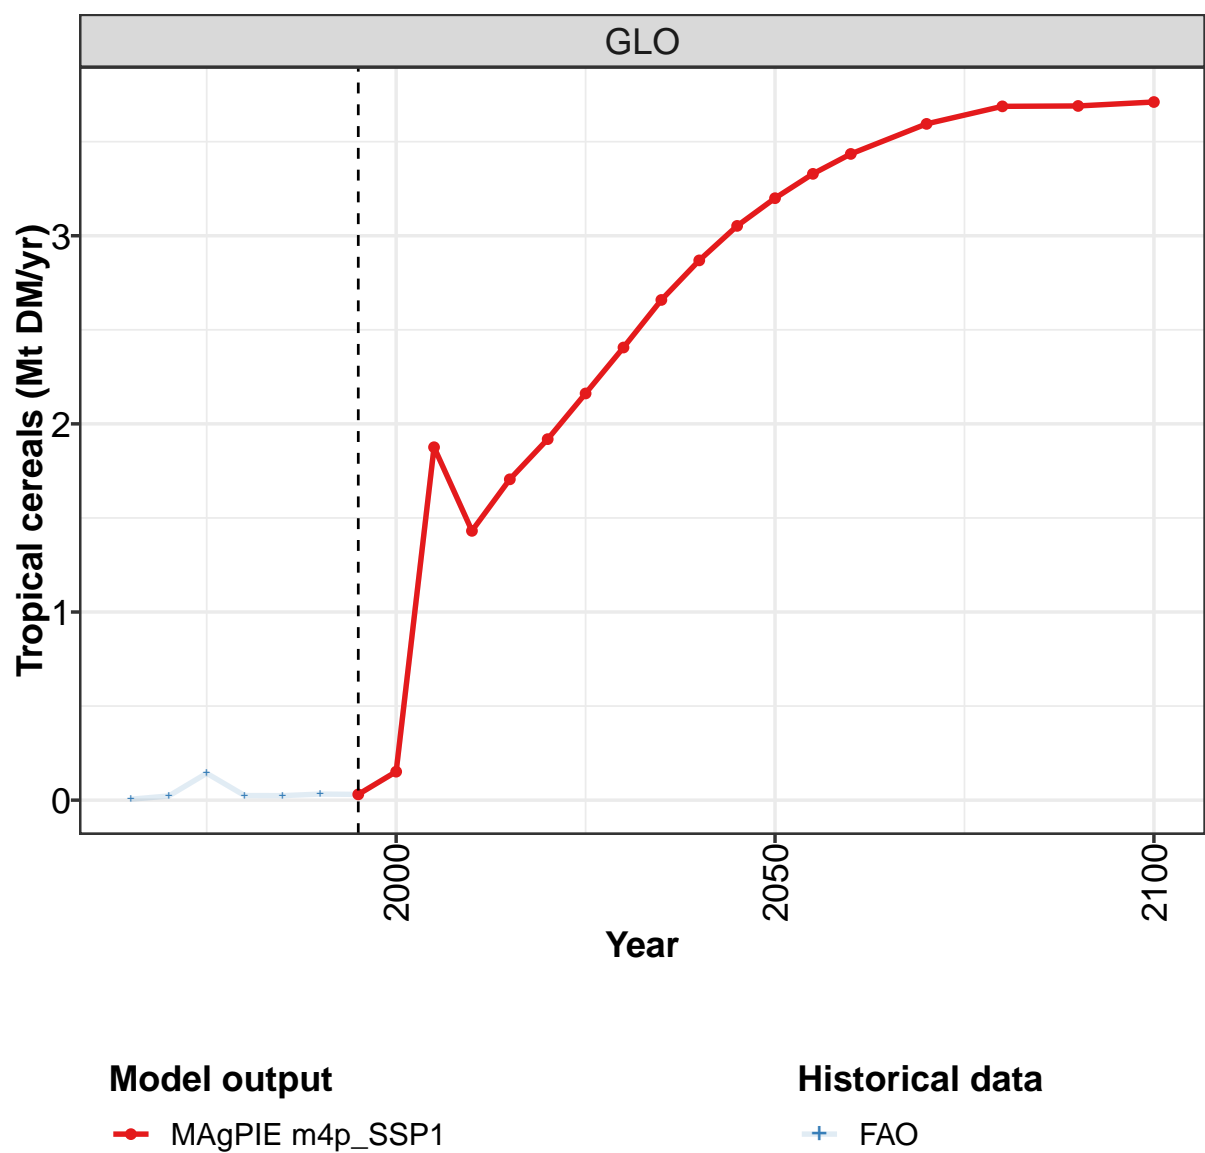 GLO
Tropical cereals (Mt DM/yr)
3
2
1
0
2000
2050
2100
Year
Model output
MAgPIE m4p_SSP1
Historical data
FAO